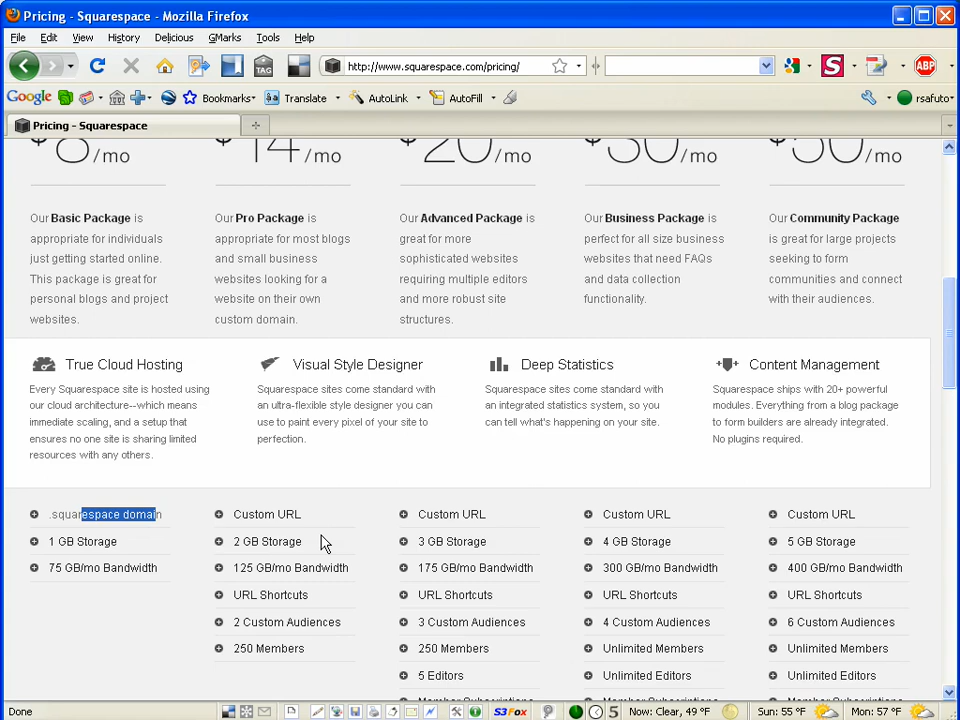 Pricing - Squarespace - Mozilla Firefox
File Edit View History Delicious GMarks Tools Help
TAG http://www.squarespace.com/pricing/ S ABP
Google Bookmarks Translate AutoLink AutoFill rsafuto
Pricing - Squarespace
$8/mo $14/mo $20/mo $30/mo $50/mo
Our Basic Package is
appropriate for individuals
just getting started online.
This package is great for
personal blogs and project
websites.
Our Pro Package is
appropriate for most blogs
and small business
websites looking for a
website on their own
custom domain.
Our Advanced Package is
great for more
sophisticated websites
requiring multiple editors
and more robust site
structures.
Our Business Package is
perfect for all size business
websites that need FAQs
and data collection
functionality.
Our Community Package
is great for large projects
seeking to form
communities and connect
with their audiences.
True Cloud Hosting
Every Squarespace site is hosted using
our cloud architecture--which means
immediate scaling, and a setup that
ensures no one site is sharing limited
resources with any others.
Visual Style Designer
Squarespace sites come standard with
an ultra-flexible style designer you can
use to paint every pixel of your site to
perfection.
Deep Statistics
Squarespace sites come standard with
an integrated statistics system, so you
can tell what's happening on your site.
Content Management
Squarespace ships with 20+ powerful
modules. Everything from a blog package
to form builders are already integrated.
No plugins required.
.squarespace domain
1 GB Storage
75 GB/mo Bandwidth
Custom URL
2 GB Storage
125 GB/mo Bandwidth
URL Shortcuts
2 Custom Audiences
250 Members
Custom URL
3 GB Storage
175 GB/mo Bandwidth
URL Shortcuts
3 Custom Audiences
250 Members
5 Editors
Member Subscriptions
Custom URL
4 GB Storage
300 GB/mo Bandwidth
URL Shortcuts
4 Custom Audiences
Unlimited Members
Unlimited Editors
Custom URL
5 GB Storage
400 GB/mo Bandwidth
URL Shortcuts
6 Custom Audiences
Unlimited Members
Unlimited Editors
Done S3Fox 5 Now: Clear, 49 °F Sun: 55 °F Mon: 57 °F